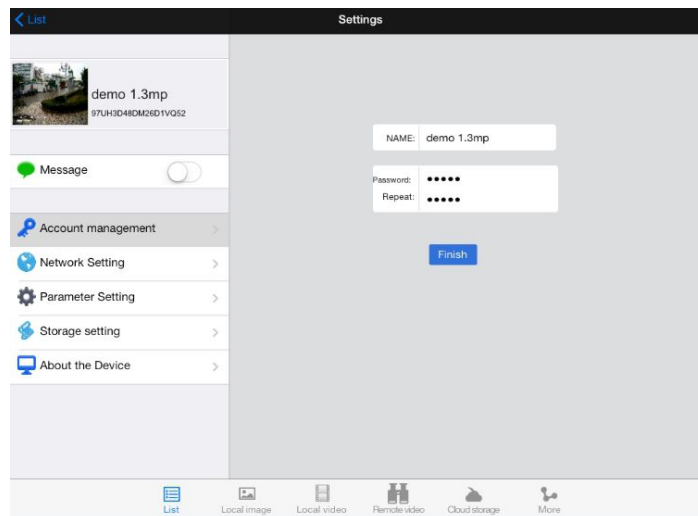 List
Settings
demo 1.3mp
97UH3D48DM26D1VQ52
Message
Account management
Network Setting
Parameter Setting
Storage setting
About the Device
NAME: demo 1.3mp
Password: •••••
Repeat: •••••
Finish
List
Local image
Local video
Remote video
Cloud storage
More